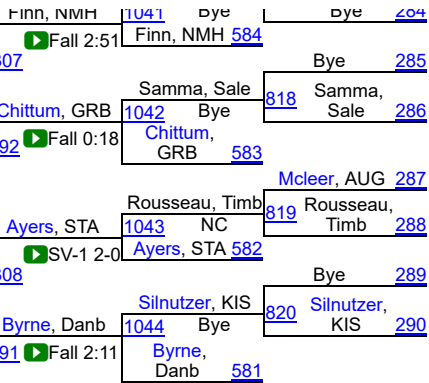 Finn, NMH 1041 Bye Bye 284
Fall 2:51 Finn, NMH 584
307 Bye 285
Samma, Sale 818 Samma,
Chittum, GRB 1042 Bye Sale 286
92 Fall 0:18 Chittum,
GRB 583
Mcleer, AUG 287
Rousseau, Timb 819 Rousseau,
Ayers, STA 1043 NC Timb 288
SV-1 2-0 Ayers, STA 582
308 Bye 289
Silnutzer, KIS 820 Silnutzer,
Byrne, Danb 1044 Bye KIS 290
91 Fall 2:11 Byrne,
Danb 581